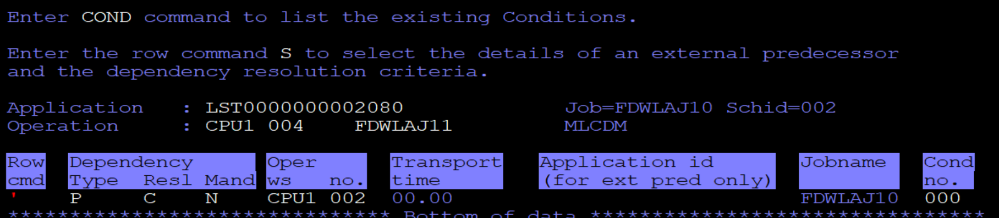 Enter COND command to list the existing Conditions.
Enter the row command S to select the details of an external predecessor
and the dependency resolution criteria.
Application : LST0000000002080 Job=FDWLAJ10 Schid=002
Operation : CPU1 004 FDWLAJ11 MLCDM
Row Dependency Oper Transport Application id Jobname Cond
cmd Type Resl Mand ws no. time (for ext pred only) no.
' P C N CPU1 002 00.00 FDWLAJ10 000
******************************* Bottom of data ********************************